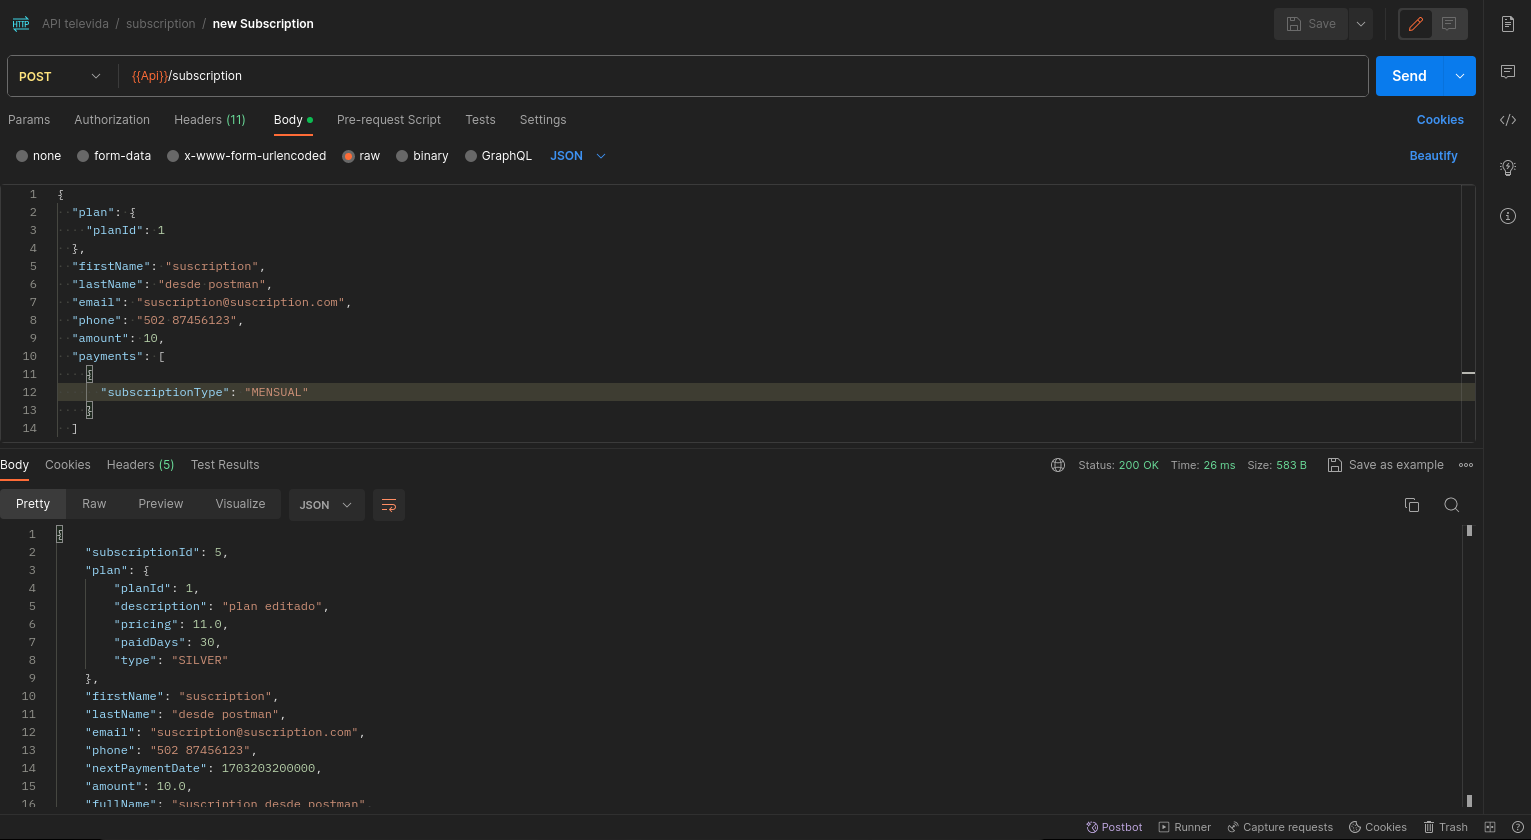 HTTP API televida / subscription / new Subscription Save
POST {{Api}}/subscription Send
Params Authorization Headers (11) Body Pre-request Script Tests Settings Cookies
none form-data x-www-form-urlencoded raw binary GraphQL JSON Beautify
1 {
2 "plan": {
3 "planId": 1
4 },
5 "firstName": "suscription",
6 "lastName": "desde postman",
7 "email": "suscription@suscription.com",
8 "phone": "502 87456123",
9 "amount": 10,
10 "payments": [
11 {
12 "subscriptionType": "MENSUAL"
13 }
14 ]
Body Cookies Headers (5) Test Results Status: 200 OK Time: 26 ms Size: 583 B Save as example
Pretty Raw Preview Visualize JSON
1 {
2 "subscriptionId": 5,
3 "plan": {
4 "planId": 1,
5 "description": "plan editado",
6 "pricing": 11.0,
7 "paidDays": 30,
8 "type": "SILVER"
9 },
10 "firstName": "suscription",
11 "lastName": "desde postman",
12 "email": "suscription@suscription.com",
13 "phone": "502 87456123",
14 "nextPaymentDate": 1703203200000,
15 "amount": 10.0,
16 "fullName": "suscription desde postman",
Postbot Runner Capture requests Cookies Trash